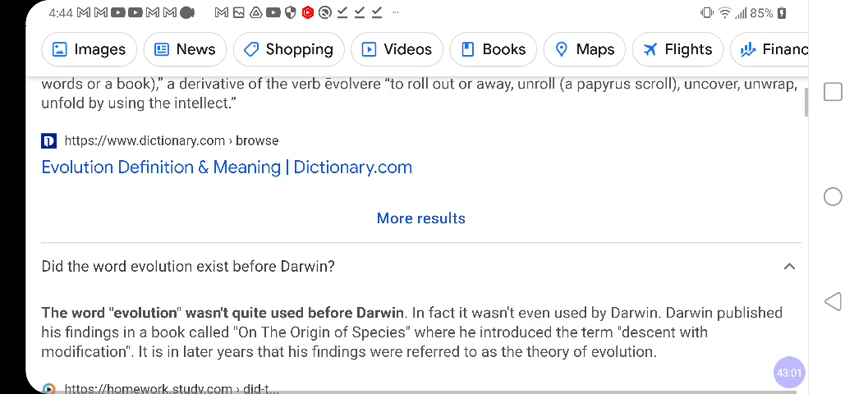 4:44
85%
Images
News
Shopping
Videos
Books
Maps
Flights
Financ
words or a book),” a derivative of the verb ēvolvere “to roll out or away, unroll (a papyrus scroll), uncover, unwrap,
unfold by using the intellect.”
https://www.dictionary.com › browse
Evolution Definition & Meaning | Dictionary.com
More results
Did the word evolution exist before Darwin?
The word "evolution" wasn't quite used before Darwin. In fact it wasn't even used by Darwin. Darwin published
his findings in a book called "On The Origin of Species" where he introduced the term "descent with
modification". It is in later years that his findings were referred to as the theory of evolution.
43:01
https://homework.study.com › did-t...